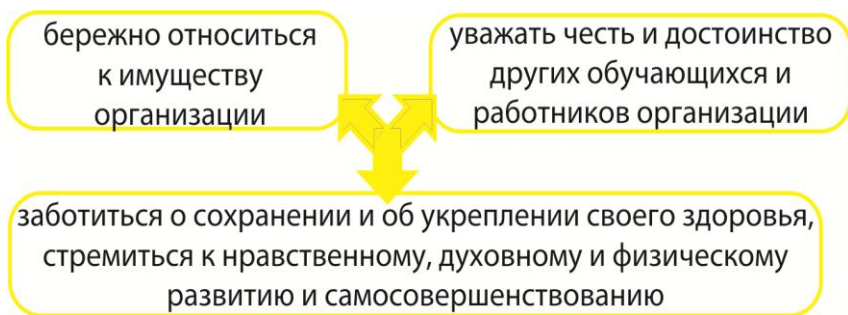 бережно относиться
к имуществу
организации
уважать честь и достоинство
других обучающихся и
работников организации
заботиться о сохранении и об укреплении своего здоровья,
стремиться к нравственному, духовному и физическому
развитию и самосовершенствованию